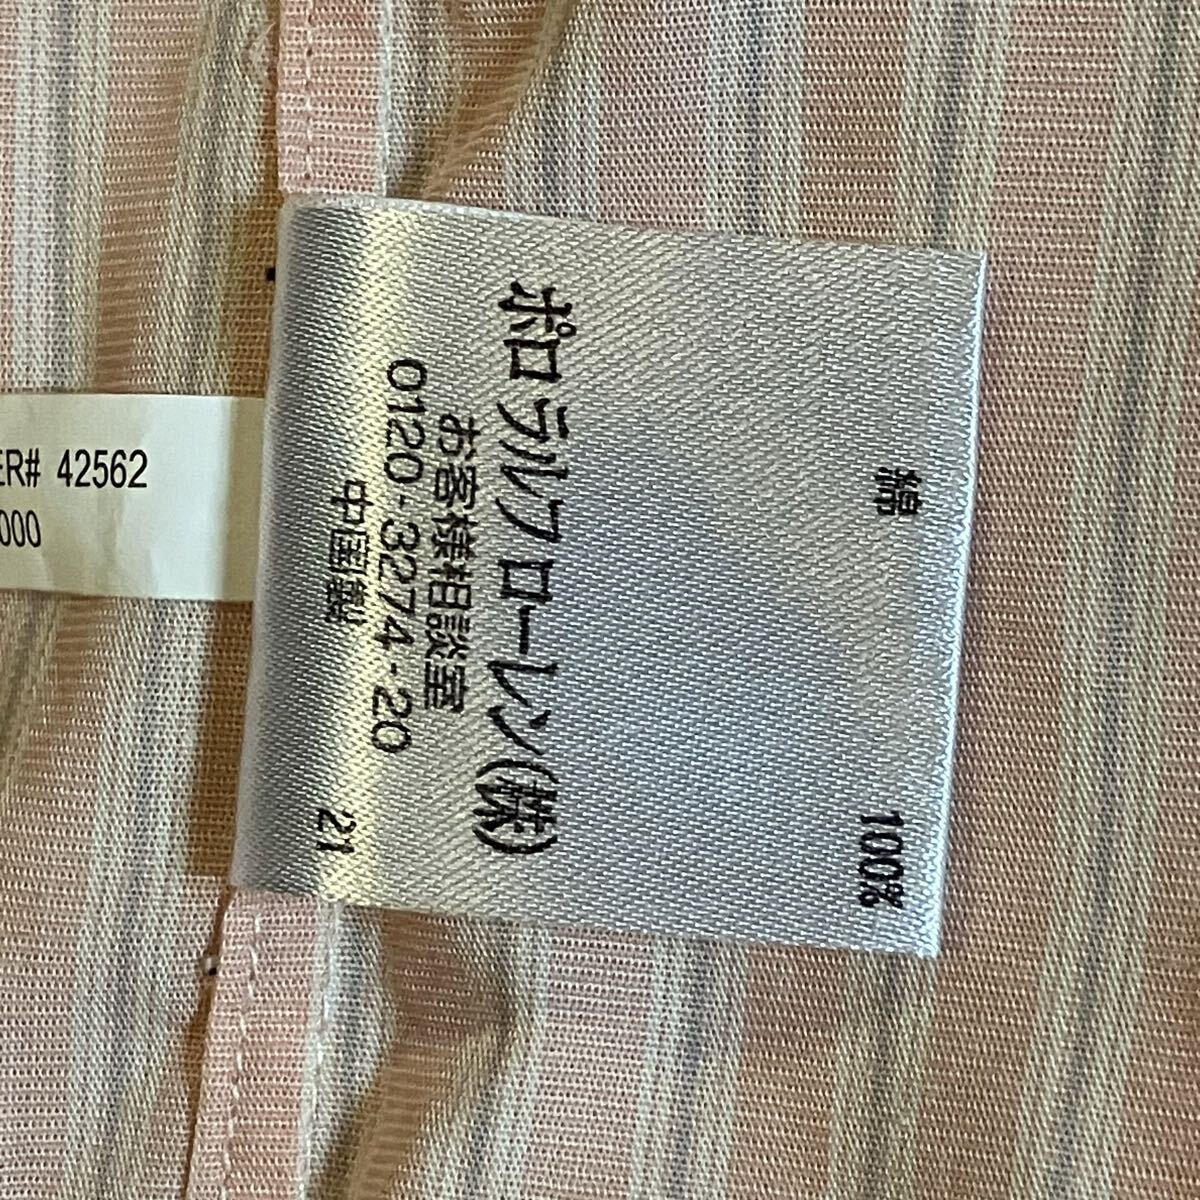 綿 100%
ポロ ラルフローレン(株)
お客様相談室
0120-3274-20
中国製 21
ER# 42562
000